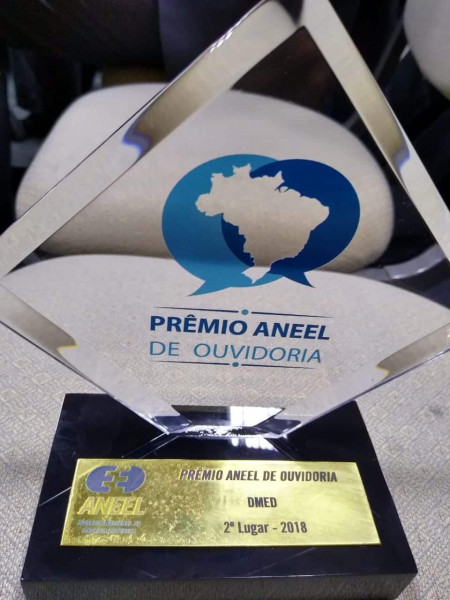 PRÊMIO ANEEL
DE OUVIDORIA
ANEEL
PRÊMIO ANEEL DE OUVIDORIA
DMED
2º Lugar - 2018